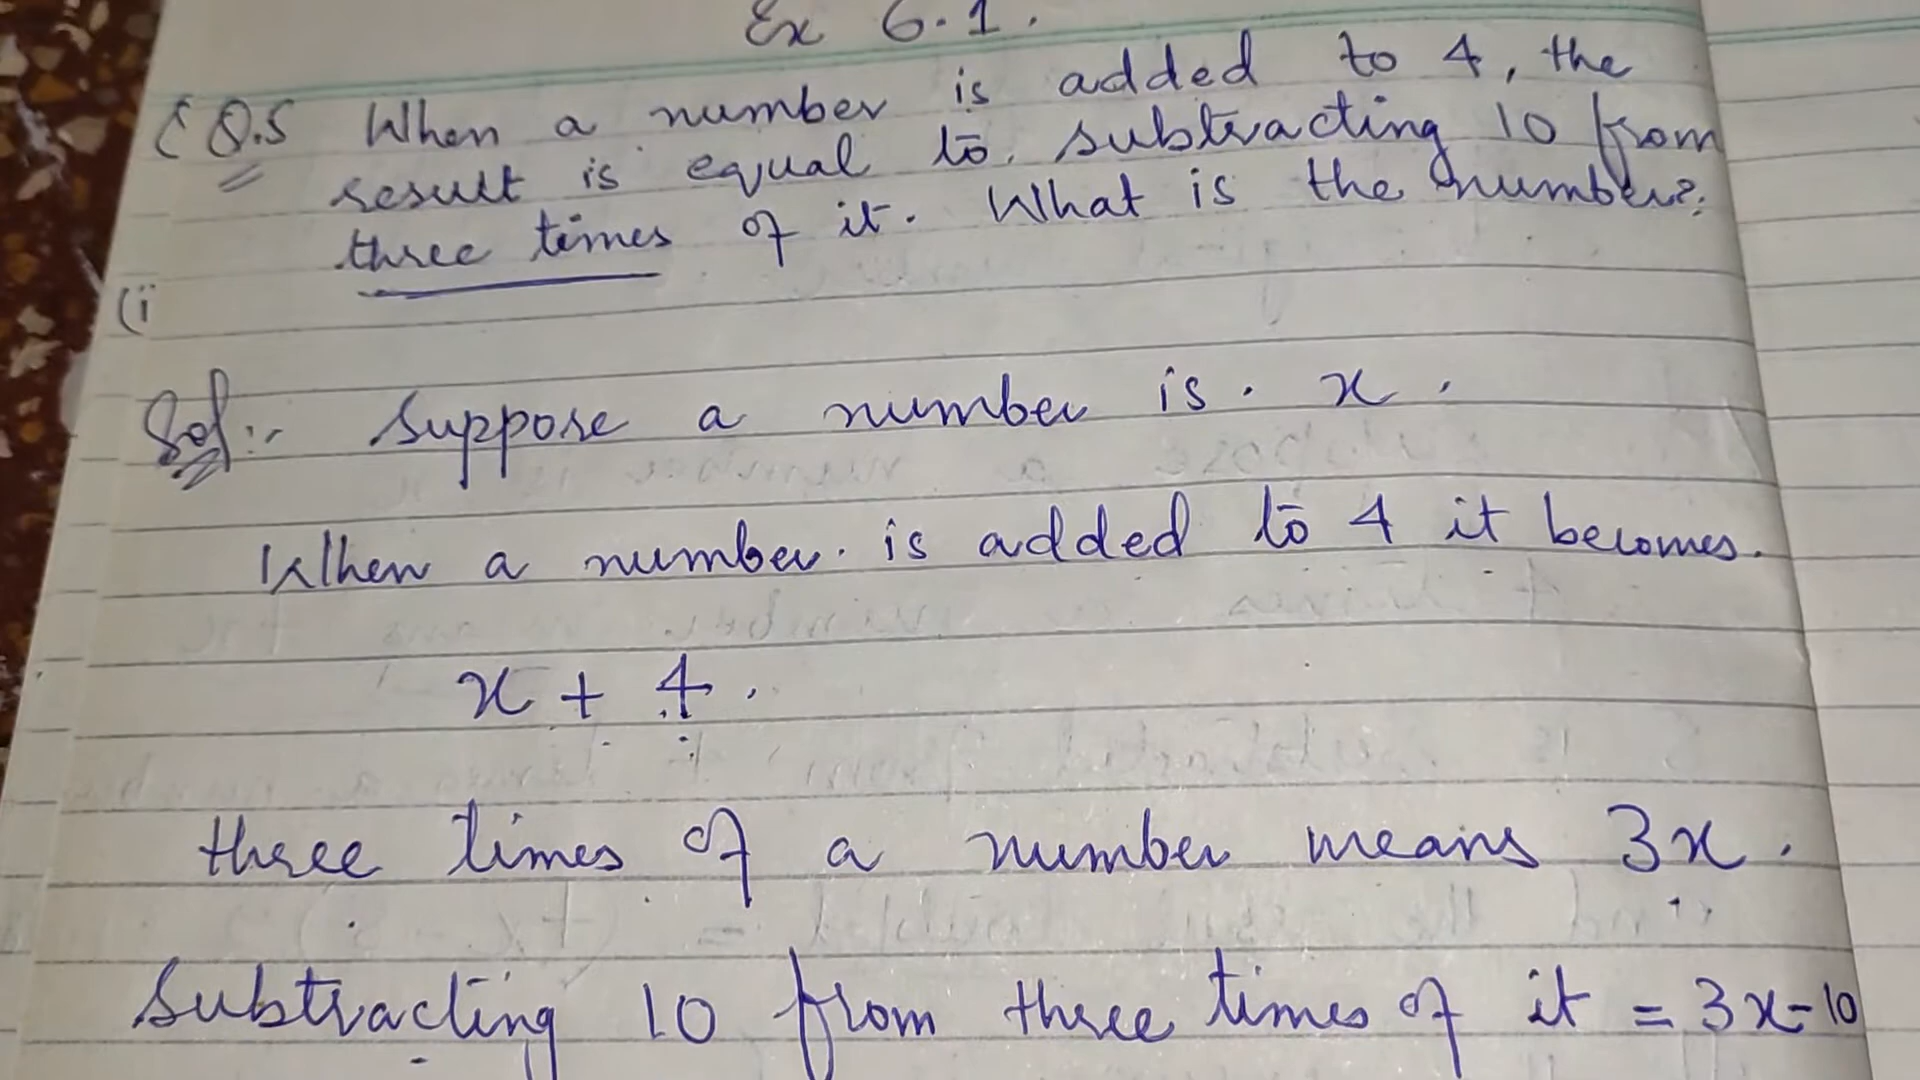 Ex 6.1.
Q.5 When a number is added to 4, the
result is equal to subtracting 10 from
three times of it. What is the number?
(i
Sol:- Suppose a number is x.
When a number is added to 4 it becomes.
x + 4.
three times of a number means 3x.
Subtracting 10 from three times of it = 3x-10